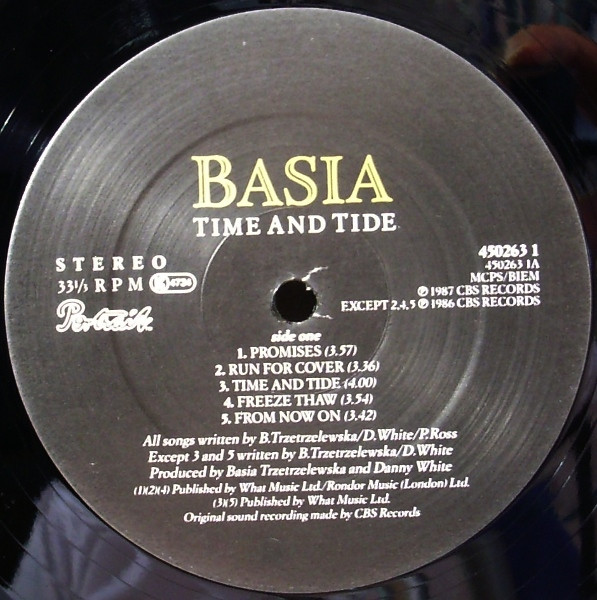 BASIA
TIME AND TIDE
STEREO
33⅓ RPM LC 4726
Portrait.
450263 1
450263 1A
MCPS/BIEM
℗ 1987 CBS RECORDS
EXCEPT 2,4,5 ℗ 1986 CBS RECORDS
side one
1. PROMISES (3.57)
2. RUN FOR COVER (3.36)
3. TIME AND TIDE (4.00)
4. FREEZE THAW (3.54)
5. FROM NOW ON (3.42)
All songs written by B.Trzetrzelewska/D.White/P.Ross
Except 3 and 5 written by B.Trzetrzelewska/D.White
Produced by Basia Trzetrzelewska and Danny White
(1)(2)(4) Published by What Music Ltd./Rondor Music (London) Ltd.
(3)(5) Published by What Music Ltd.
Original sound recording made by CBS Records